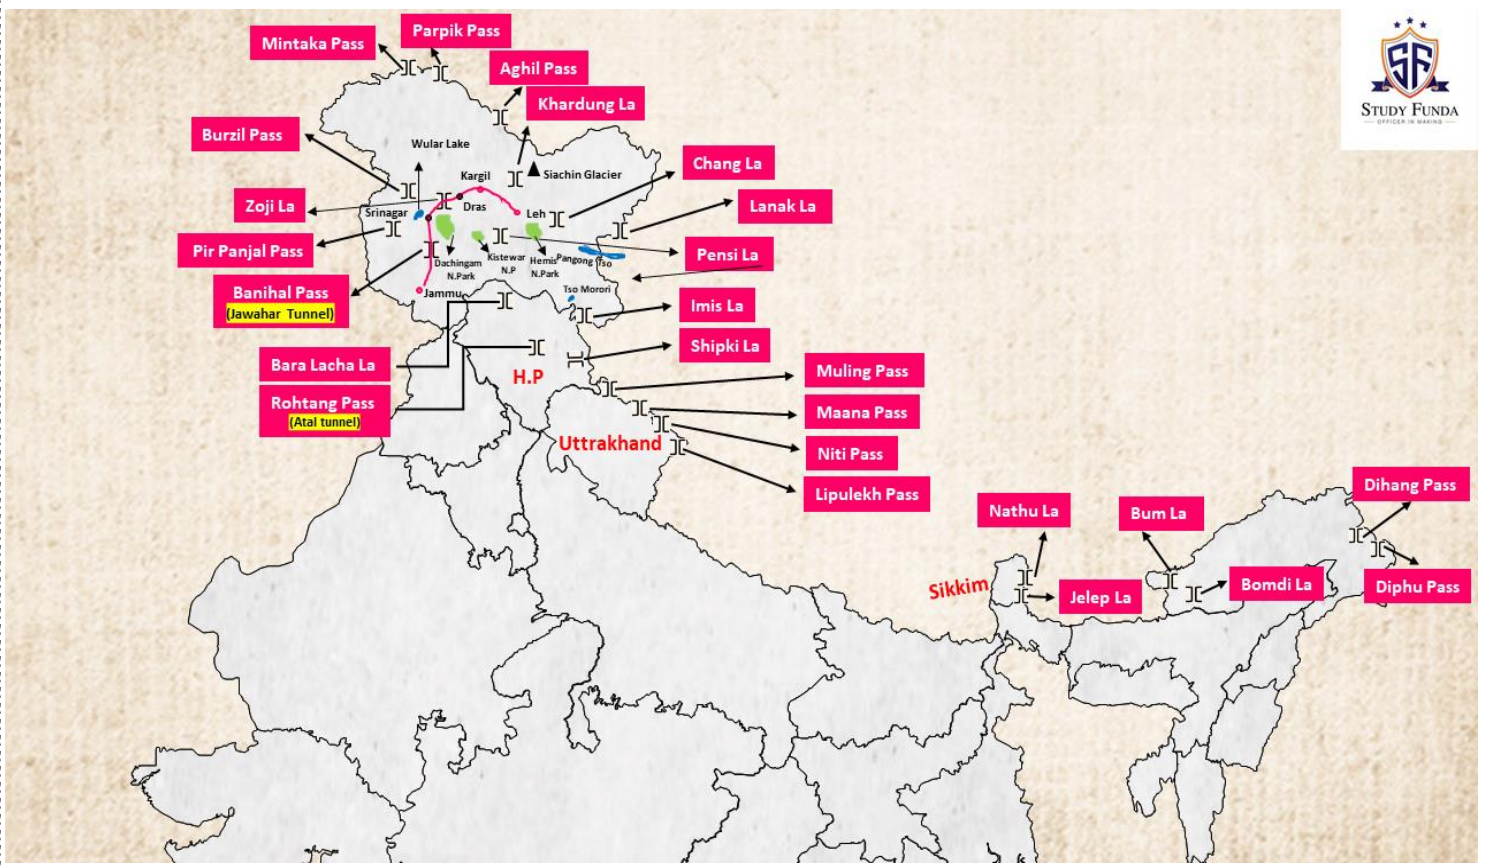 Mintaka Pass
Parpik Pass
Aghil Pass
Khardung La
STUDY FUNDA
OFFICER IN MAKING
Burzil Pass
Wular Lake
Kargil
Siachin Glacier
Chang La
Zoji La
Srinagar
Dras
Leh
Lanak La
Pir Panjal Pass
Dachingam
N.Park
Kistewar
N.P
Hemis
N.Park
Pangong Tso
Pensi La
Banihal Pass
(Jawahar Tunnel)
Jammu
Tso Morori
Imis La
Bara Lacha La
Shipki La
H.P
Rohtang Pass
(Atal tunnel)
Muling Pass
Maana Pass
Uttrakhand
Niti Pass
Lipulekh Pass
Nathu La
Bum La
Dihang Pass
Sikkim
Jelep La
Bomdi La
Diphu Pass